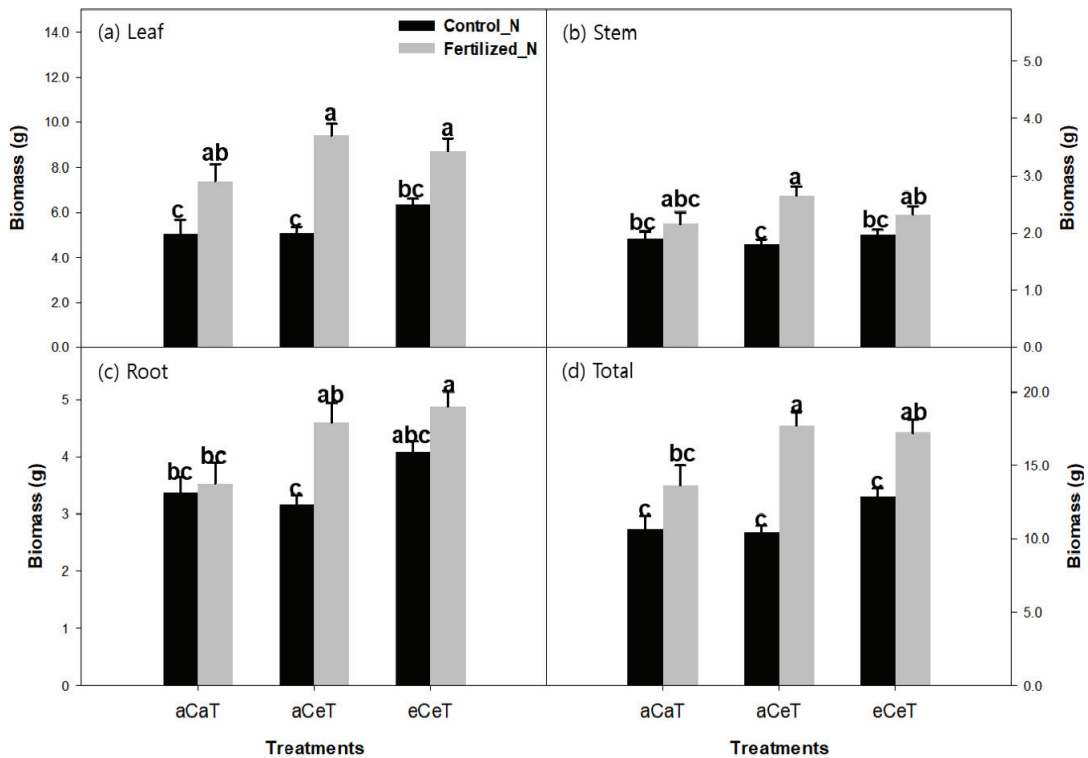 (a) Leaf
Control_N
Fertilized_N
Biomass (g)
14.0
12.0
10.0
8.0
6.0
4.0
2.0
0.0
c
ab
c
a
bc
a
(b) Stem
bc
abc
c
a
bc
ab
5.0
4.0
3.0
2.0
1.0
0.0
Biomass (g)
(c) Root
Biomass (g)
5
4
3
2
1
0
bc
bc
c
ab
abc
a
aCaT
aCeT
eCeT
Treatments
(d) Total
c
bc
c
a
c
ab
20.0
15.0
10.0
5.0
0.0
Biomass (g)
aCaT
aCeT
eCeT
Treatments